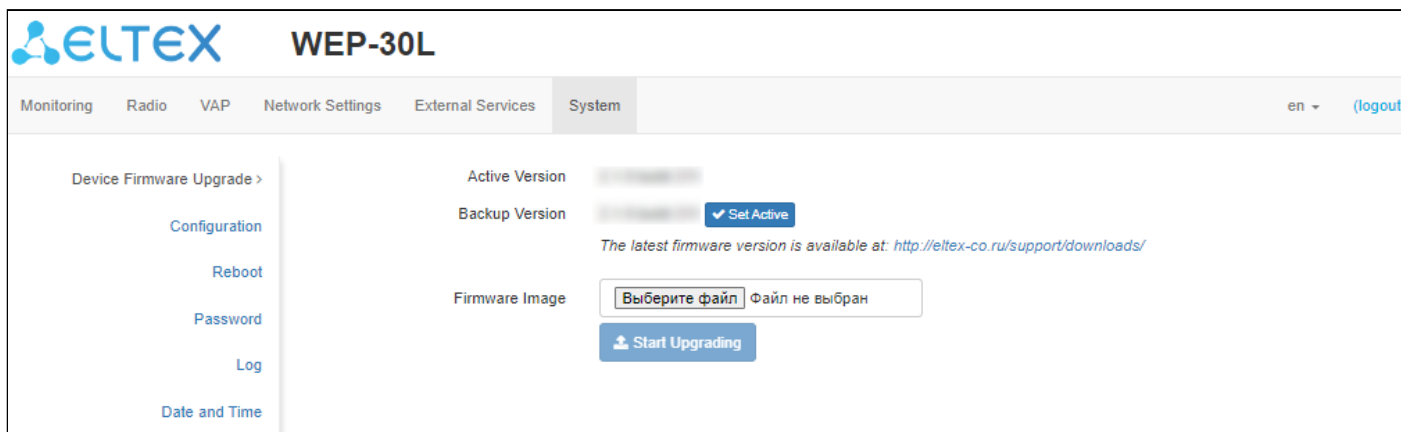 ELTEX WEP-30L
Monitoring Radio VAP Network Settings External Services System en (logout
Device Firmware Upgrade > Active Version
Backup Version Set Active
Configuration
The latest firmware version is available at: http://eltex-co.ru/support/downloads/
Reboot
Firmware Image Выберите файл Файл не выбран
Password
Start Upgrading
Log
Date and Time